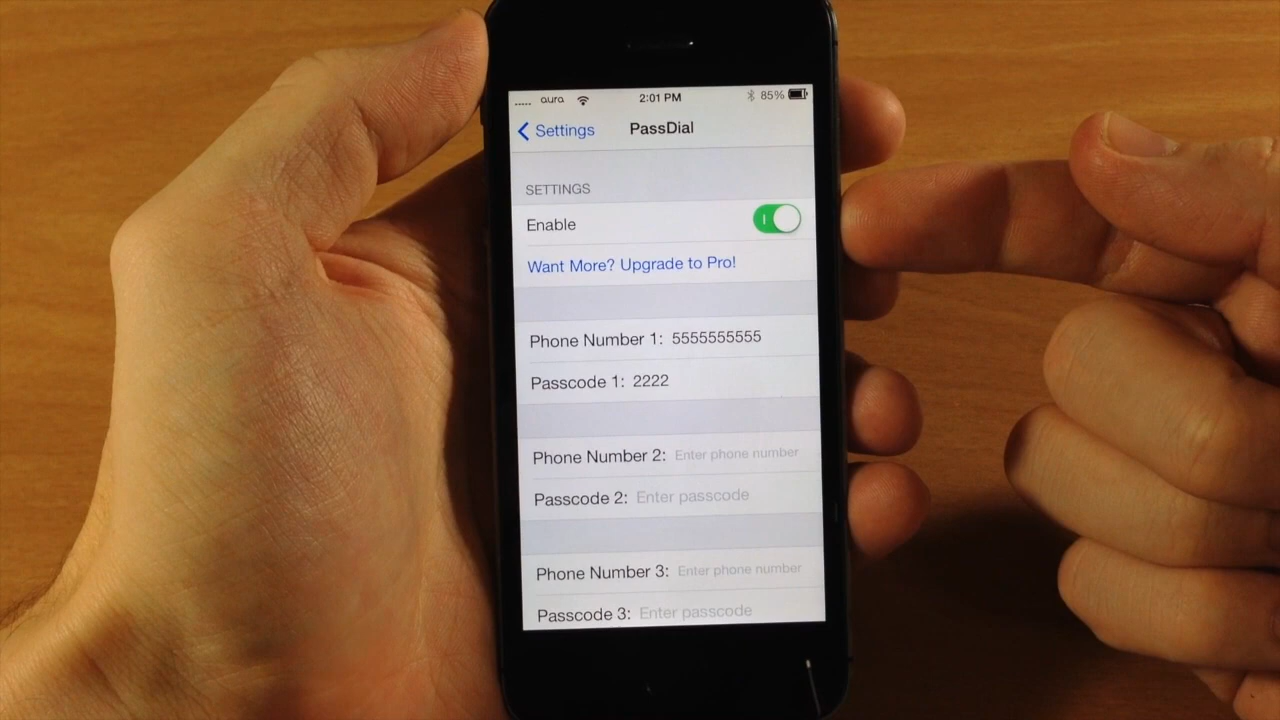 aura 2:01 PM 85%
Settings PassDial
SETTINGS
Enable
Want More? Upgrade to Pro!
Phone Number 1: 5555555555
Passcode 1: 2222
Phone Number 2: Enter phone number
Passcode 2: Enter passcode
Phone Number 3: Enter phone number
Passcode 3: Enter passcode